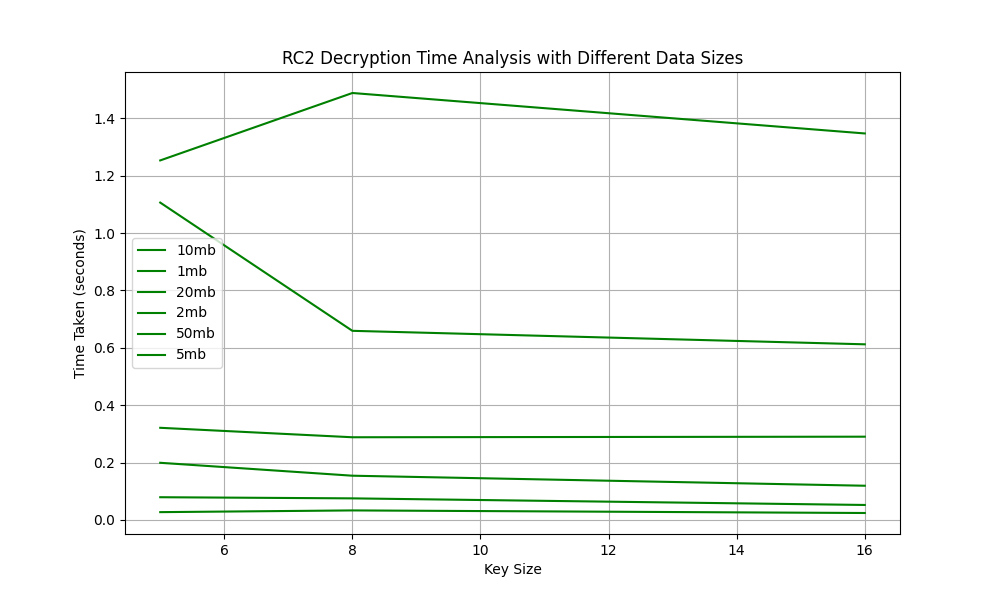 RC2 Decryption Time Analysis with Different Data Sizes
1.4
1.2
1.0
0.8
0.6
0.4
0.2
0.0
Time Taken (seconds)
10mb
1mb
20mb
2mb
50mb
5mb
6 8 10 12 14 16
Key Size